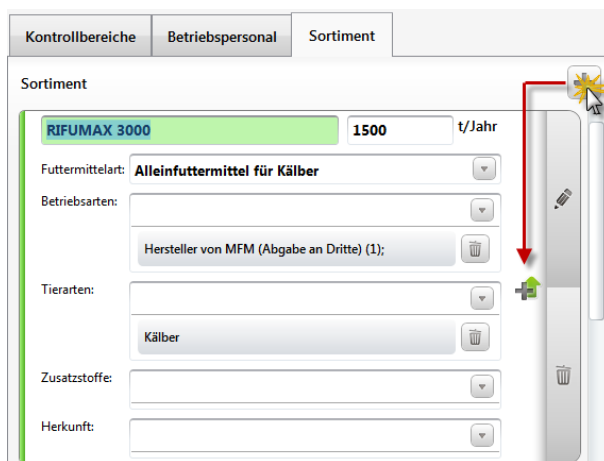 Kontrollbereiche Betriebspersonal Sortiment
Sortiment
RIFUMAX 3000 1500 t/Jahr
Futtermittelart: Alleinfuttermittel für Kälber
Betriebsarten:
Hersteller von MFM (Abgabe an Dritte) (1);
Tierarten:
Kälber
Zusatzstoffe:
Herkunft: